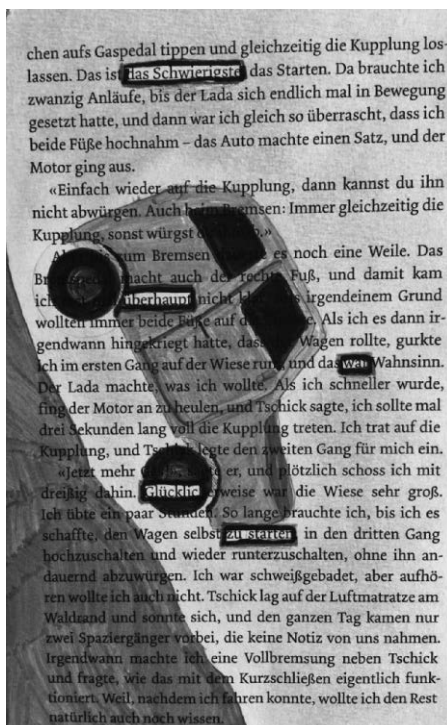 chen aufs Gaspedal tippen und gleichzeitig die Kupplung los-
lassen. Das ist das Schwierigste das Starten. Da brauchte ich
zwanzig Anläufe, bis der Lada sich endlich mal in Bewegung
gesetzt hatte, und dann war ich gleich so überrascht, dass ich
beide Füße hochnahm – das Auto machte einen Satz, und der
Motor ging aus.
«Einfach wieder auf die Kupplung, dann kannst du ihn
nicht abwürgen. Auch beim Bremsen: Immer gleichzeitig die
Kupplung, sonst würgst
zum Bremsen es noch eine Weile. Das
macht auch der rechte Fuß, und damit kam
ich überhaupt nicht irgendeinem Grund
wollten immer beide Füße auf Als ich es dann ir-
gendwann hingekriegt hatte, dass Wagen rollte, gurkte
ich im ersten Gang auf der Wiese und das war Wahnsinn.
Der Lada machte, was ich wollte. Als ich schneller wurde,
fing der Motor an zu heulen, und Tschick sagte, ich sollte mal
drei Sekunden lang voll die Kupplung treten. Ich trat auf die
Kupplung, und Tschick legte den zweiten Gang für mich ein.
«Jetzt mehr er, und plötzlich schoss ich mit
dreißig dahin. Glücklicherweise war die Wiese sehr groß.
Ich übte ein paar Stunden. So lange brauchte ich, bis ich es
schaffte, den Wagen selbst zu starten, in den dritten Gang
hochzuschalten und wieder runterzuschalten, ohne ihn an-
dauernd abzuwürgen. Ich war schweißgebadet, aber aufhö-
ren wollte ich auch nicht. Tschick lag auf der Luftmatratze am
Waldrand und sonnte sich, und den ganzen Tag kamen nur
zwei Spaziergänger vorbei, die keine Notiz von uns nahmen.
Irgendwann machte ich eine Vollbremsung neben Tschick
und fragte, wie das mit dem Kurzschließen eigentlich funk-
tioniert. Weil, nachdem ich fahren konnte, wollte ich den Rest
natürlich auch noch wissen.